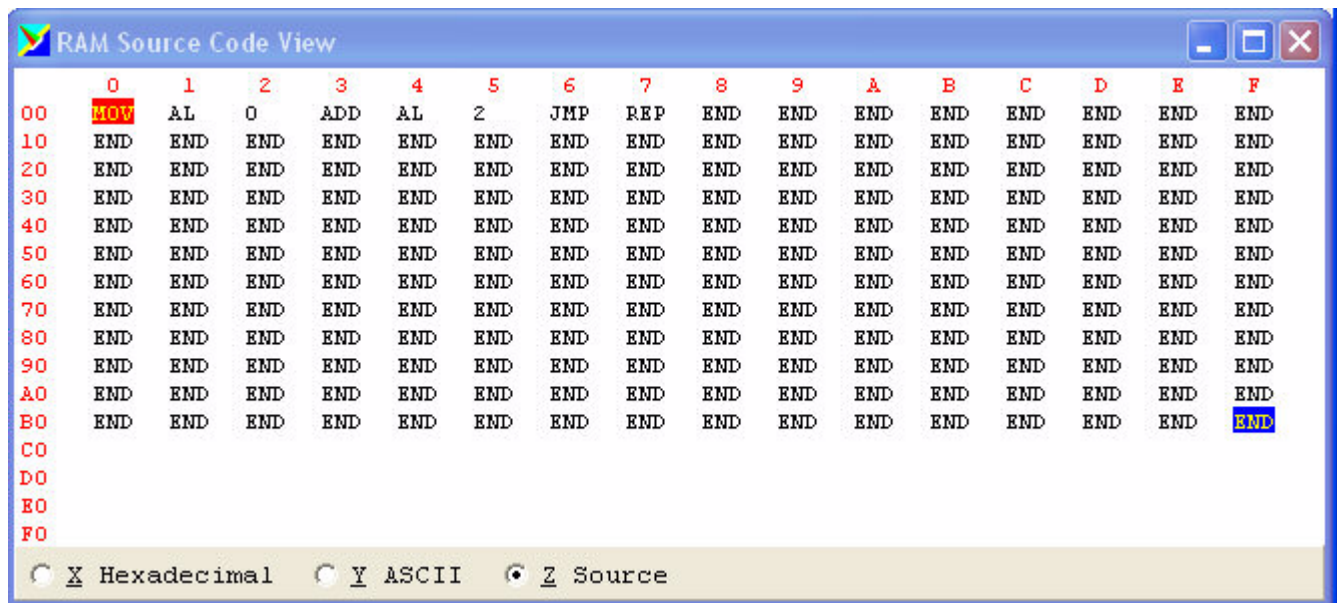 RAM Source Code View
0 1 2 3 4 5 6 7 8 9 A B C D E F
00 MOV AL 0 ADD AL 2 JMP REP END END END END END END END END
10 END END END END END END END END END END END END END END END END
20 END END END END END END END END END END END END END END END END
30 END END END END END END END END END END END END END END END END
40 END END END END END END END END END END END END END END END END
50 END END END END END END END END END END END END END END END END
60 END END END END END END END END END END END END END END END END
70 END END END END END END END END END END END END END END END END
80 END END END END END END END END END END END END END END END END
90 END END END END END END END END END END END END END END END END
A0 END END END END END END END END END END END END END END END END
B0 END END END END END END END END END END END END END END END END
C0
D0
E0
F0
X Hexadecimal Y ASCII Z Source